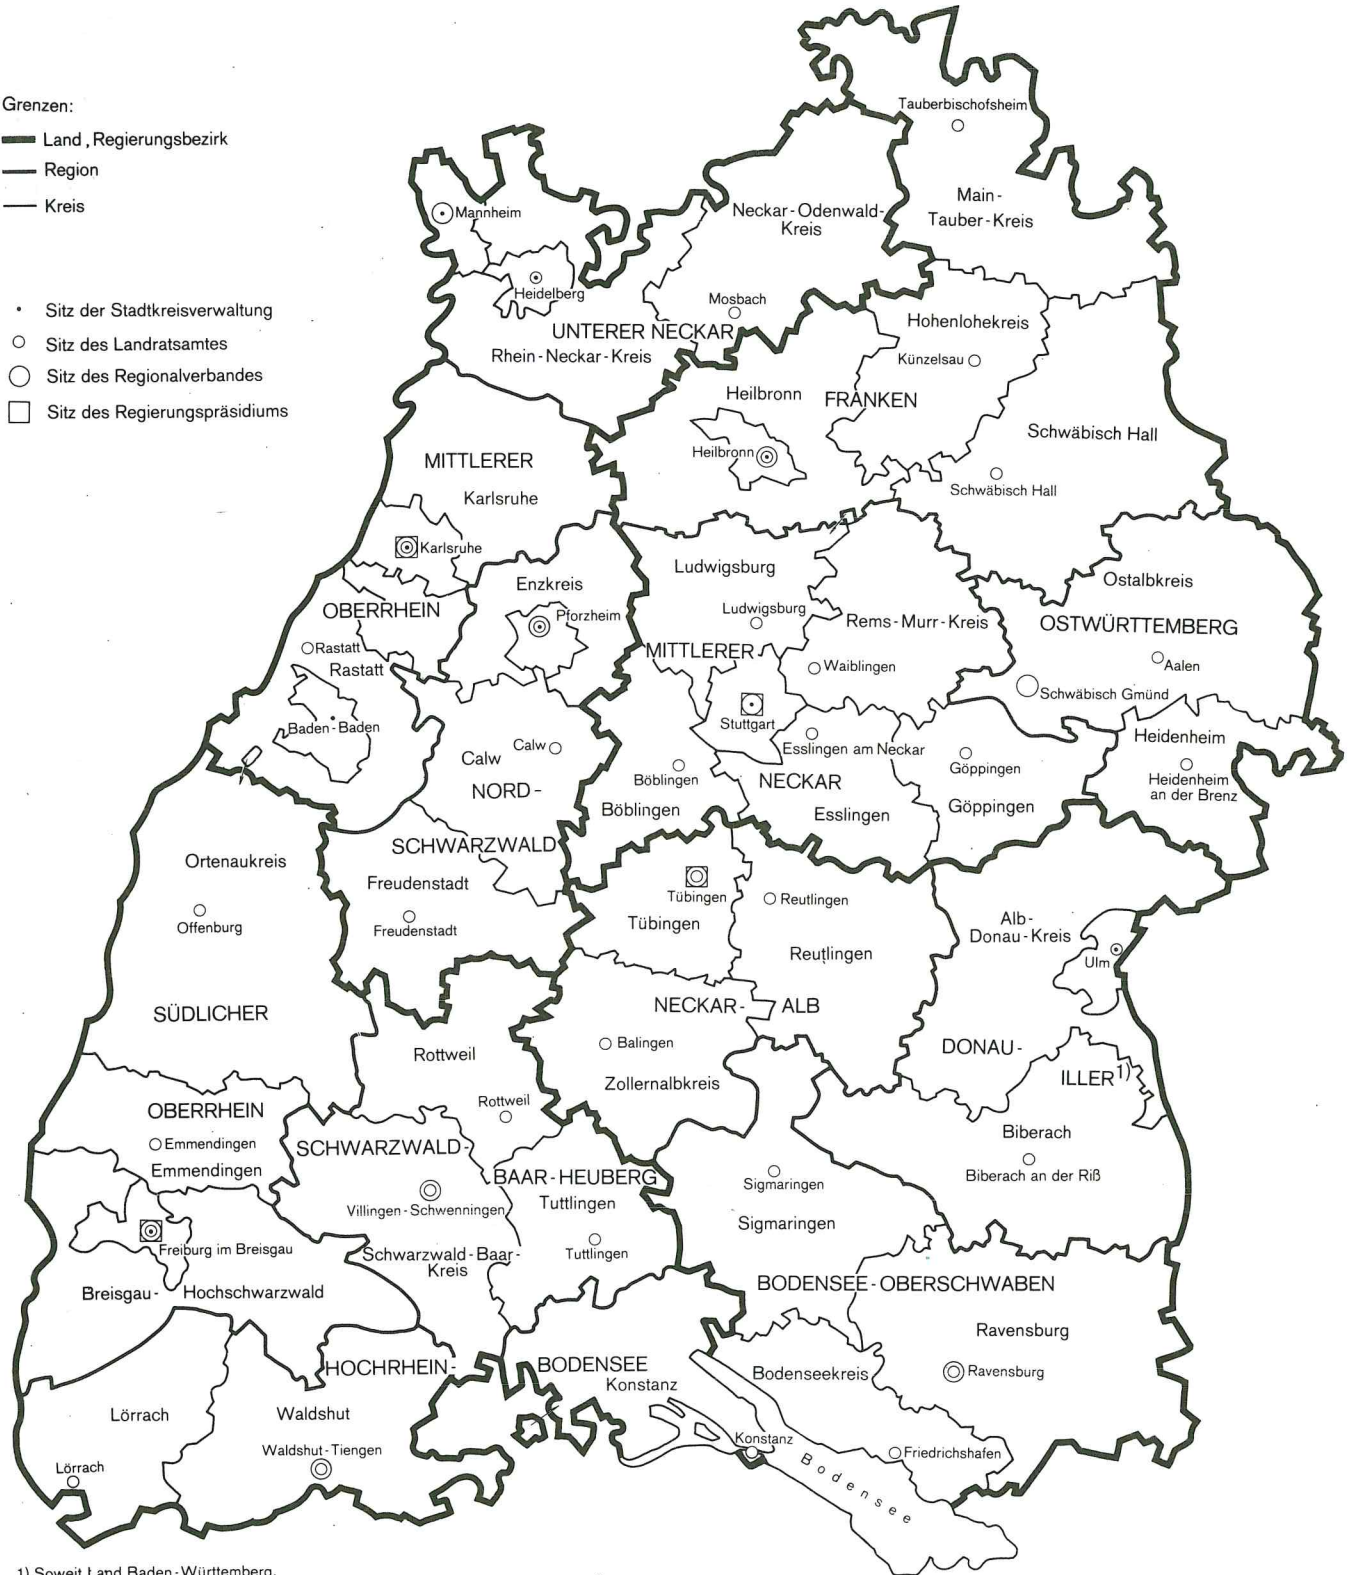 Grenzen:
Land, Regierungsbezirk
Region
Kreis
Sitz der Stadtkreisverwaltung
Sitz des Landratsamtes
Sitz des Regionalverbandes
Sitz des Regierungspräsidiums
Tauberbischofsheim
Main-
Tauber-Kreis
Mannheim
Neckar-Odenwald-
Kreis
Heidelberg
Mosbach
UNTERER NECKAR
Rhein-Neckar-Kreis
Hohenlohekreis
Künzelsau
Heilbronn
FRANKEN
Heilbronn
Schwäbisch Hall
Schwäbisch Hall
MITTLERER
Karlsruhe
Karlsruhe
Enzkreis
Pforzheim
OBERRHEIN
Rastatt
Rastatt
Baden-Baden
Ludwigsburg
Ludwigsburg
Rems-Murr-Kreis
MITTLERER
Waiblingen
Stuttgart
Ostalbkreis
OSTWÜRTTEMBERG
Aalen
Schwäbisch Gmünd
Heidenheim
Heidenheim
an der Brenz
Calw
Calw
NORD-
SCHWARZWALD
Böblingen
Böblingen
Esslingen am Neckar
NECKAR
Esslingen
Göppingen
Göppingen
Ortenaukreis
Offenburg
Freudenstadt
Freudenstadt
Tübingen
Tübingen
Reutlingen
Reutlingen
Alb-
Donau-Kreis
Ulm
SÜDLICHER
NECKAR-
ALB
Rottweil
Balingen
Zollernalbkreis
DONAU-
ILLER 1)
OBERRHEIN
Emmendingen
Emmendingen
Rottweil
SCHWARZWALD-
BAAR-HEUBERG
Tuttlingen
Tuttlingen
Villingen-Schwenningen
Schwarzwald-Baar-
Kreis
Biberach
Biberach an der Riß
Sigmaringen
Sigmaringen
Freiburg im Breisgau
Breisgau-
Hochschwarzwald
BODENSEE-OBERSCHWABEN
Ravensburg
Ravensburg
HOCHRHEIN-
BODENSEE
Konstanz
Bodenseekreis
Lörrach
Waldshut
Waldshut-Tiengen
Lörrach
Konstanz
Friedrichshafen
Bodensee
1) Soweit Land Baden-Württemberg.